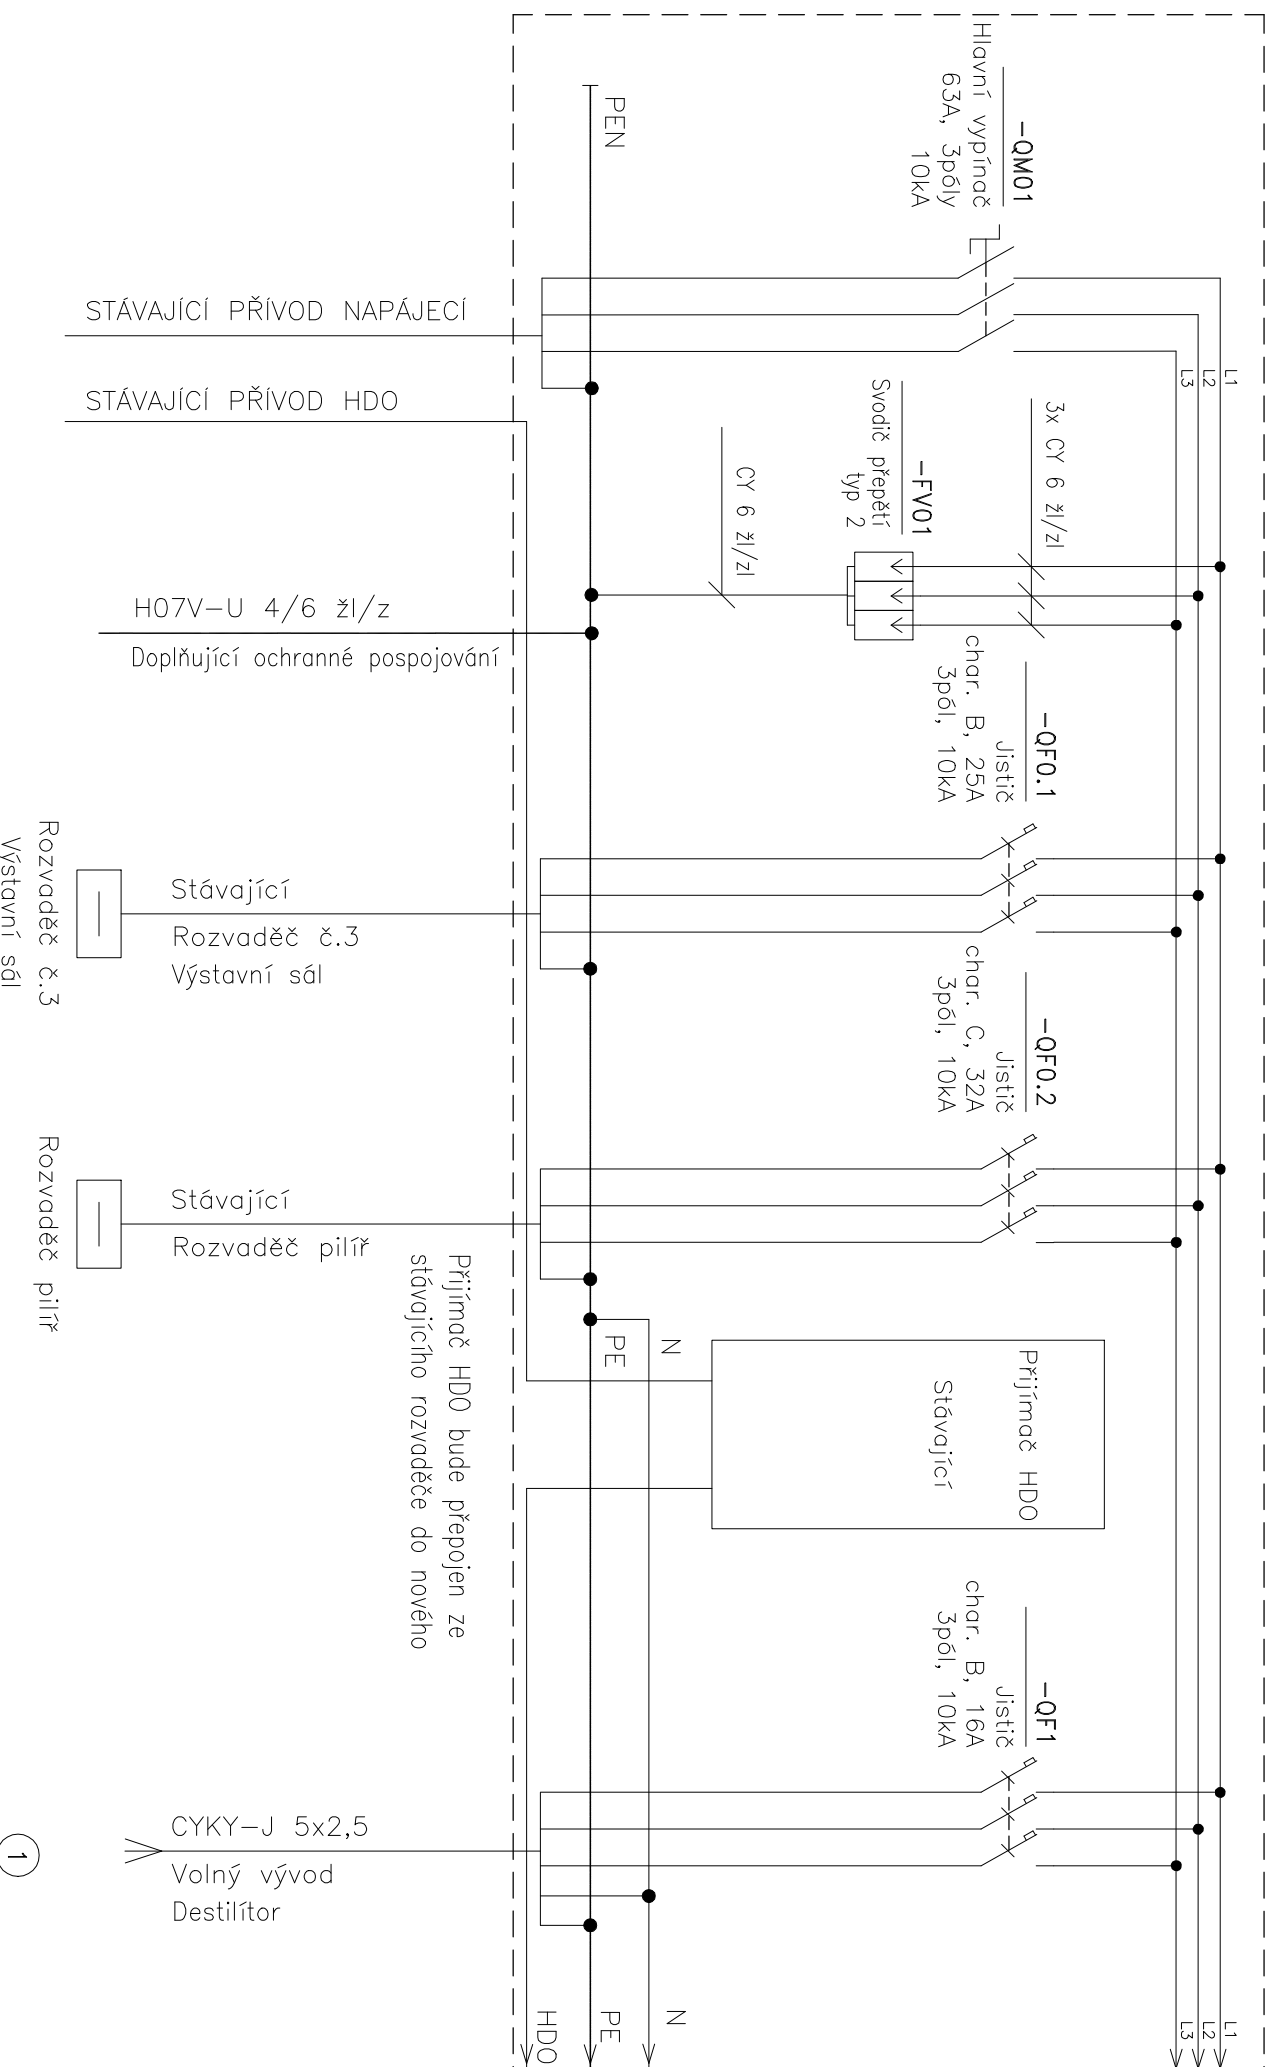 -QM01
Hlavní vypínač
63A, 3póly
10kA
PEN
STÁVAJÍCÍ PŘÍVOD NAPÁJECÍ
STÁVAJÍCÍ PŘÍVOD HDO
L1
L2
L3
3x CY 6 žl/zl
-FV01
Svodič přepětí
typ 2
CY 6 žl/zl
H07V-U 4/6 žl/z
Doplňující ochranné pospojování
-QF0.1
Jistič
char. B, 25A
3pól, 10kA
Stávající
Rozvaděč č.3
Výstavní sál
Rozvaděč č.3
Výstavní sál
-QF0.2
Jistič
char. C, 32A
3pól, 10kA
Stávající
Rozvaděč pilíř
Rozvaděč pilíř
N
PE
Přijímač HDO
Stávající
Přijímač HDO bude přepojen ze
stávajícího rozvaděče do nového
-QF1
Jistič
char. B, 16A
3pól, 10kA
CYKY-J 5x2,5
Volný vývod
Destilítor
1
L1
L2
L3
N
PE
HDO